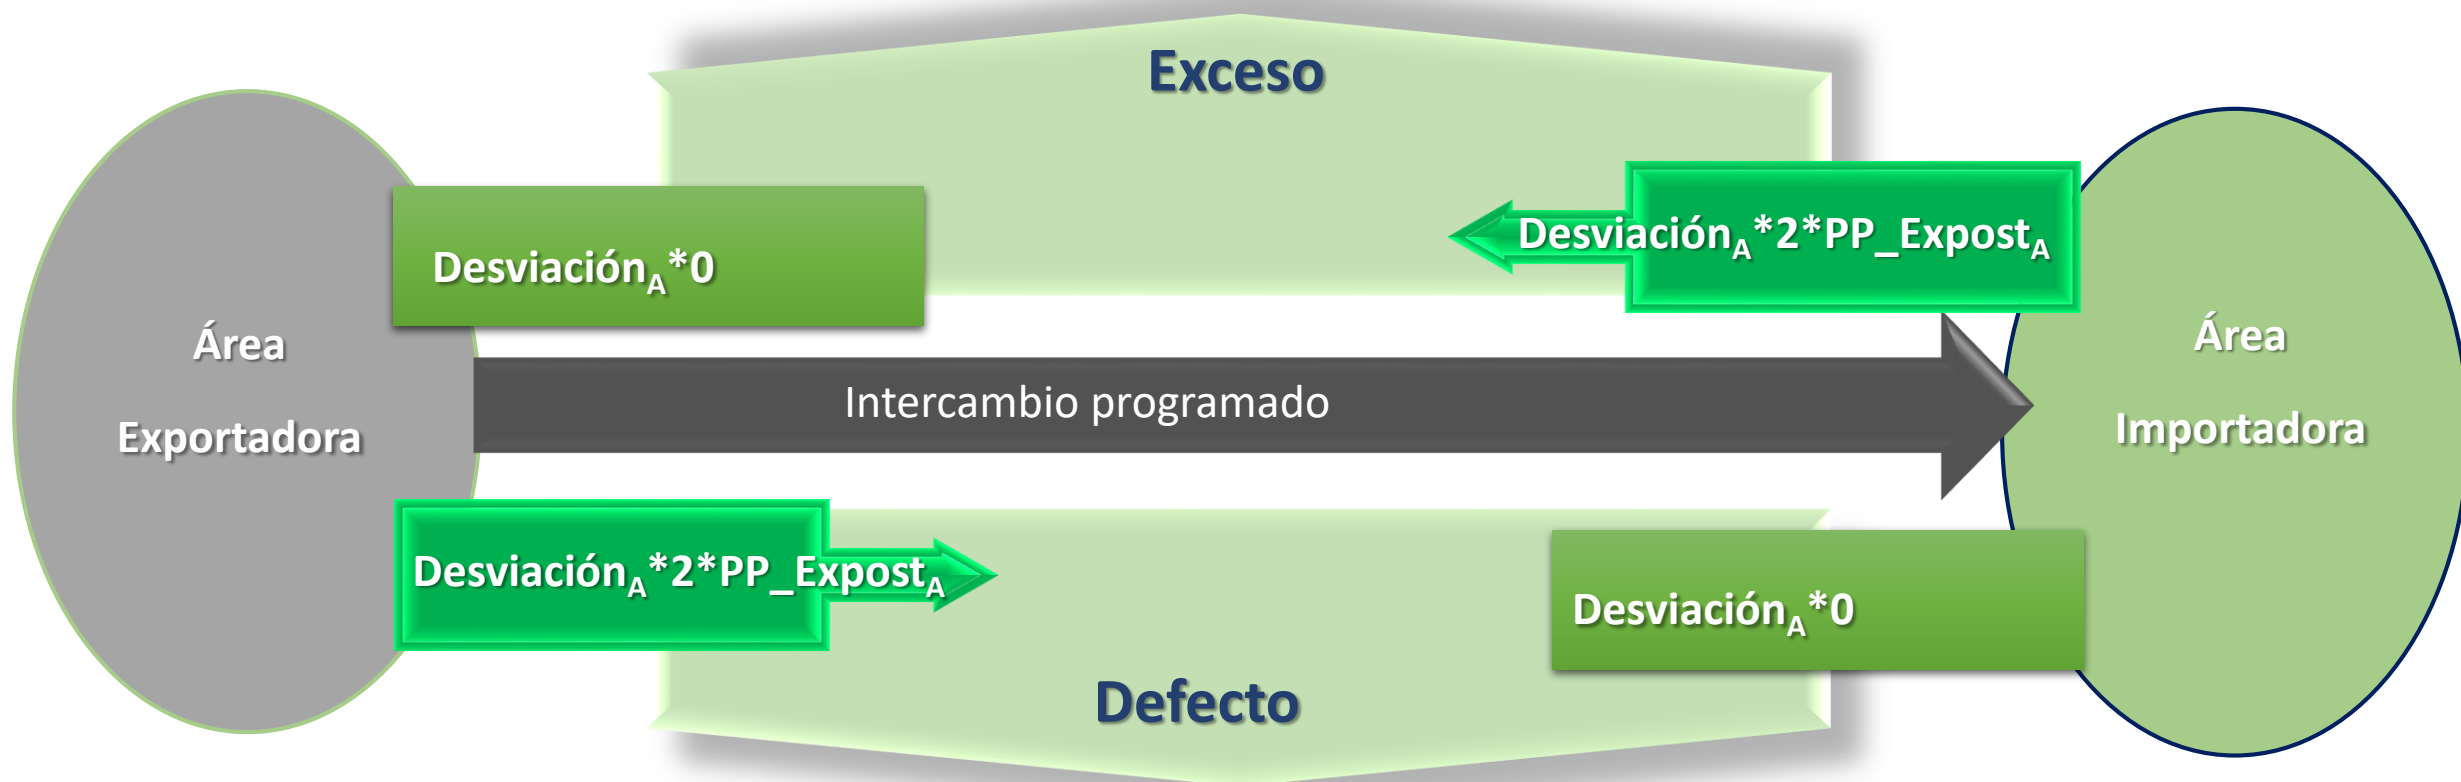 Exceso
Desviación_A*2*PP_Expost_A
Desviación_A*0
Área
Exportadora
Intercambio programado
Área
Importadora
Desviación_A*2*PP_Expost_A
Desviación_A*0
Defecto